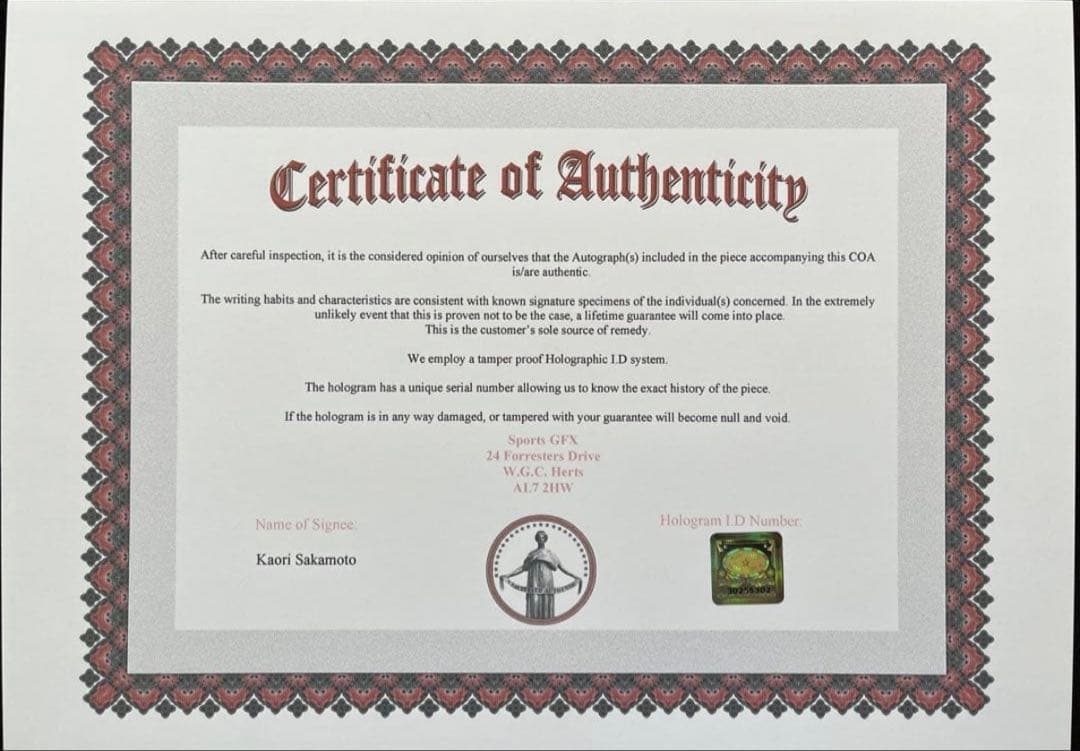 Certificate of Authenticity
After careful inspection, it is the considered opinion of ourselves that the Autograph(s) included in the piece accompanying this COA
is/are authentic.
The writing habits and characteristics are consistent with known signature specimens of the individual(s) concerned. In the extremely
unlikely event that this is proven not to be the case, a lifetime guarantee will come into place.
This is the customer's sole source of remedy.
We employ a tamper proof Holographic I.D system.
The hologram has a unique serial number allowing us to know the exact history of the piece.
If the hologram is in any way damaged, or tampered with your guarantee will become null and void.
Sports GFX
24 Forresters Drive
W.G.C. Herts
AL7 2HW
Name of Signee:
Hologram I.D Number:
Kaori Sakamoto